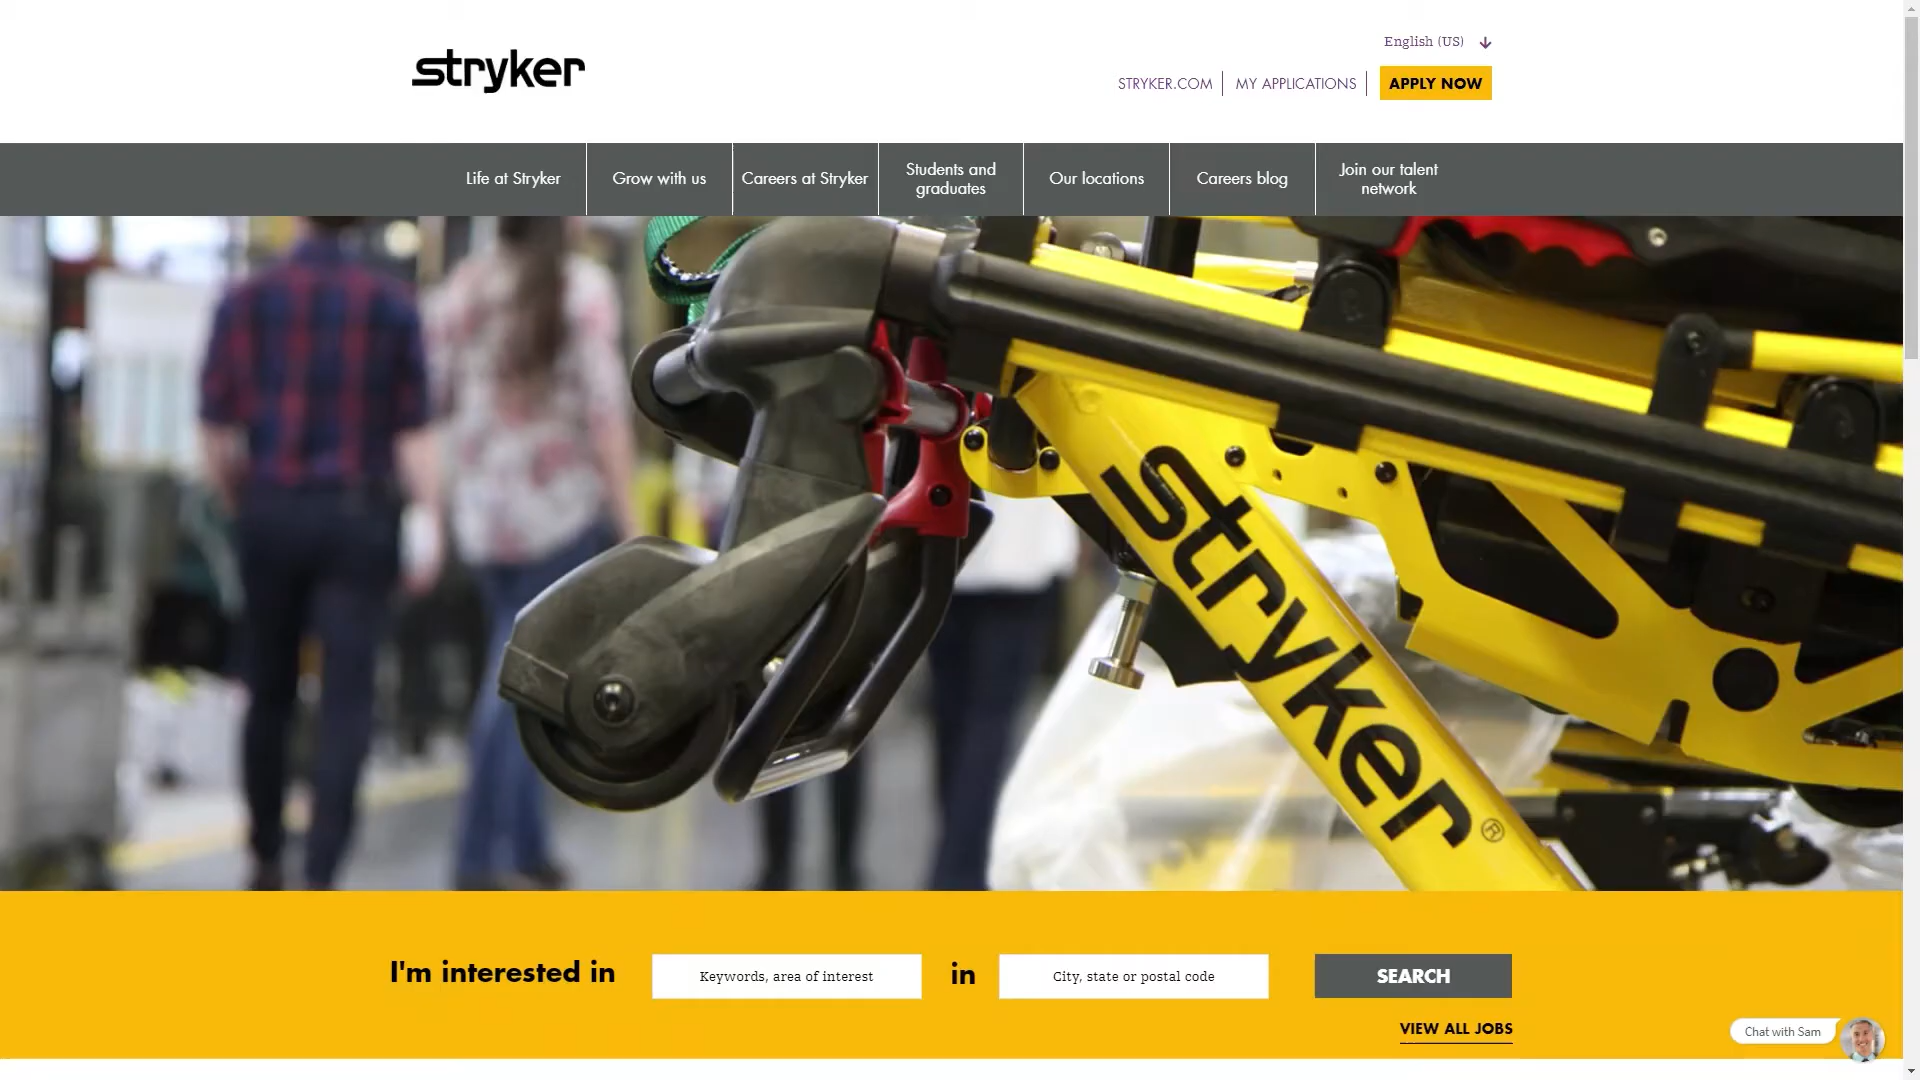 stryker
English (US)
STRYKER.COM
MY APPLICATIONS
APPLY NOW
Life at Stryker
Grow with us
Careers at Stryker
Students and
graduates
Our locations
Careers blog
Join our talent
network
stryker®
I'm interested in
Keywords, area of interest
in
City, state or postal code
SEARCH
VIEW ALL JOBS
Chat with Sam